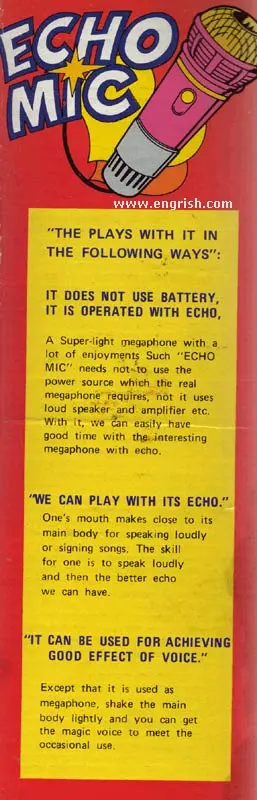 ECHO
MIC
www.engrish.com
"THE PLAYS WITH IT IN
THE FOLLOWING WAYS":
IT DOES NOT USE BATTERY,
IT IS OPERATED WITH ECHO,
A Super-light megaphone with a
lot of enjoyments Such "ECHO
MIC" needs not to use the
power source which the real
megaphone requires, not it uses
loud speaker and amplifier etc.
With it, we can easily have
good time with the interesting
megaphone with echo.
"WE CAN PLAY WITH ITS ECHO."
One's mouth makes close to its
main body for speaking loudly
or signing songs. The skill
for one is to speak loudly
and then the better echo
we can have.
"IT CAN BE USED FOR ACHIEVING
GOOD EFFECT OF VOICE."
Except that it is used as
megaphone, shake the main
body lightly and you can get
the magic voice to meet the
occasional use.